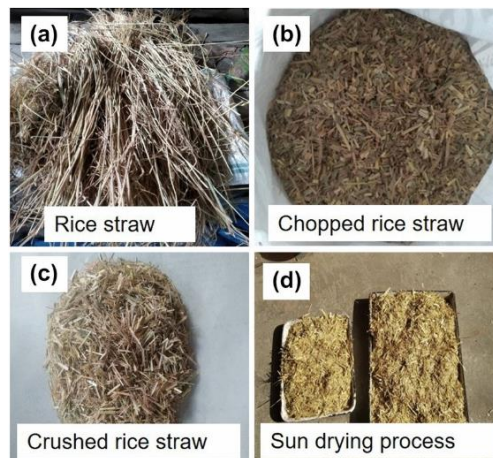 (a)
Rice straw
(b)
Chopped rice straw
(c)
Crushed rice straw
(d)
Sun drying process